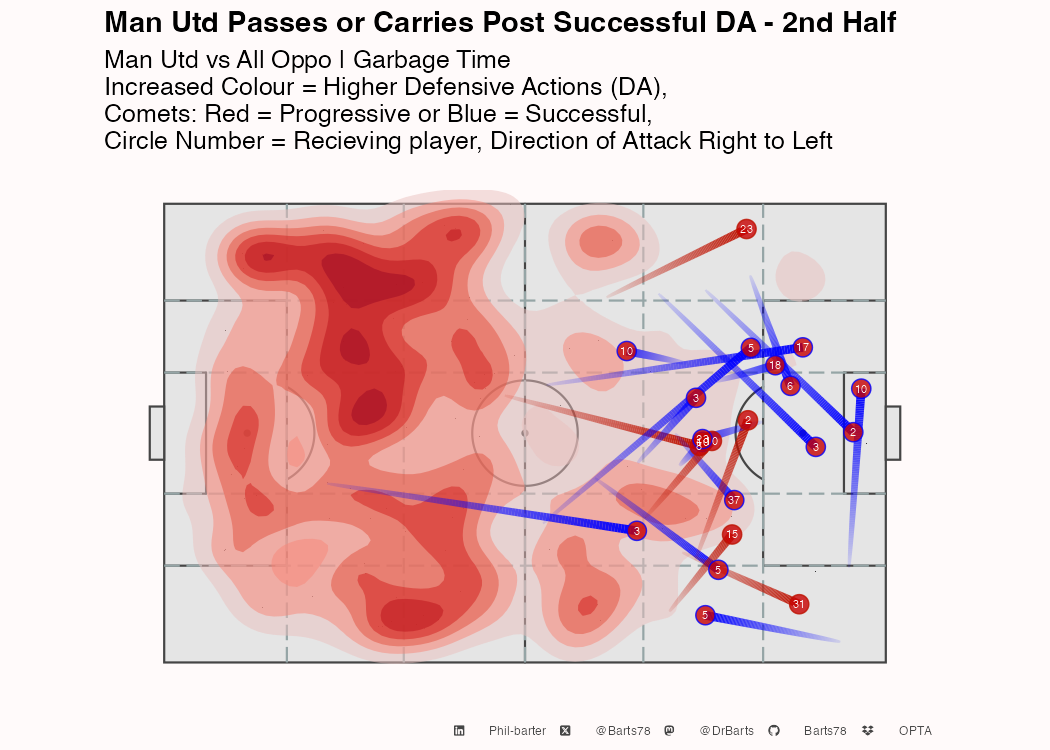 Man Utd Passes or Carries Post Successful DA - 2nd Half
Man Utd vs All Oppo | Garbage Time
Increased Colour = Higher Defensive Actions (DA),
Comets: Red = Progressive or Blue = Successful,
Circle Number = Recieving player, Direction of Attack Right to Left
23
10
5
17
18
6
10
3
2
2
3
37
3
15
5
31
5
Phil-barter @Barts78 @DrBarts Barts78 OPTA